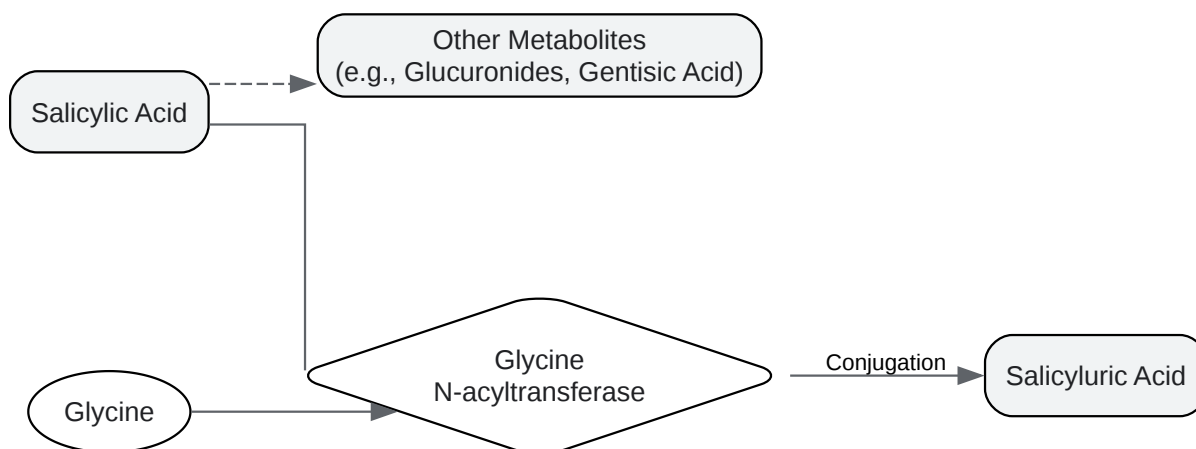 Other Metabolites
(e.g., Glucuronides, Gentisic Acid)
Salicylic Acid
Glycine
N-acyltransferase
Conjugation
Salicyluric Acid
Glycine